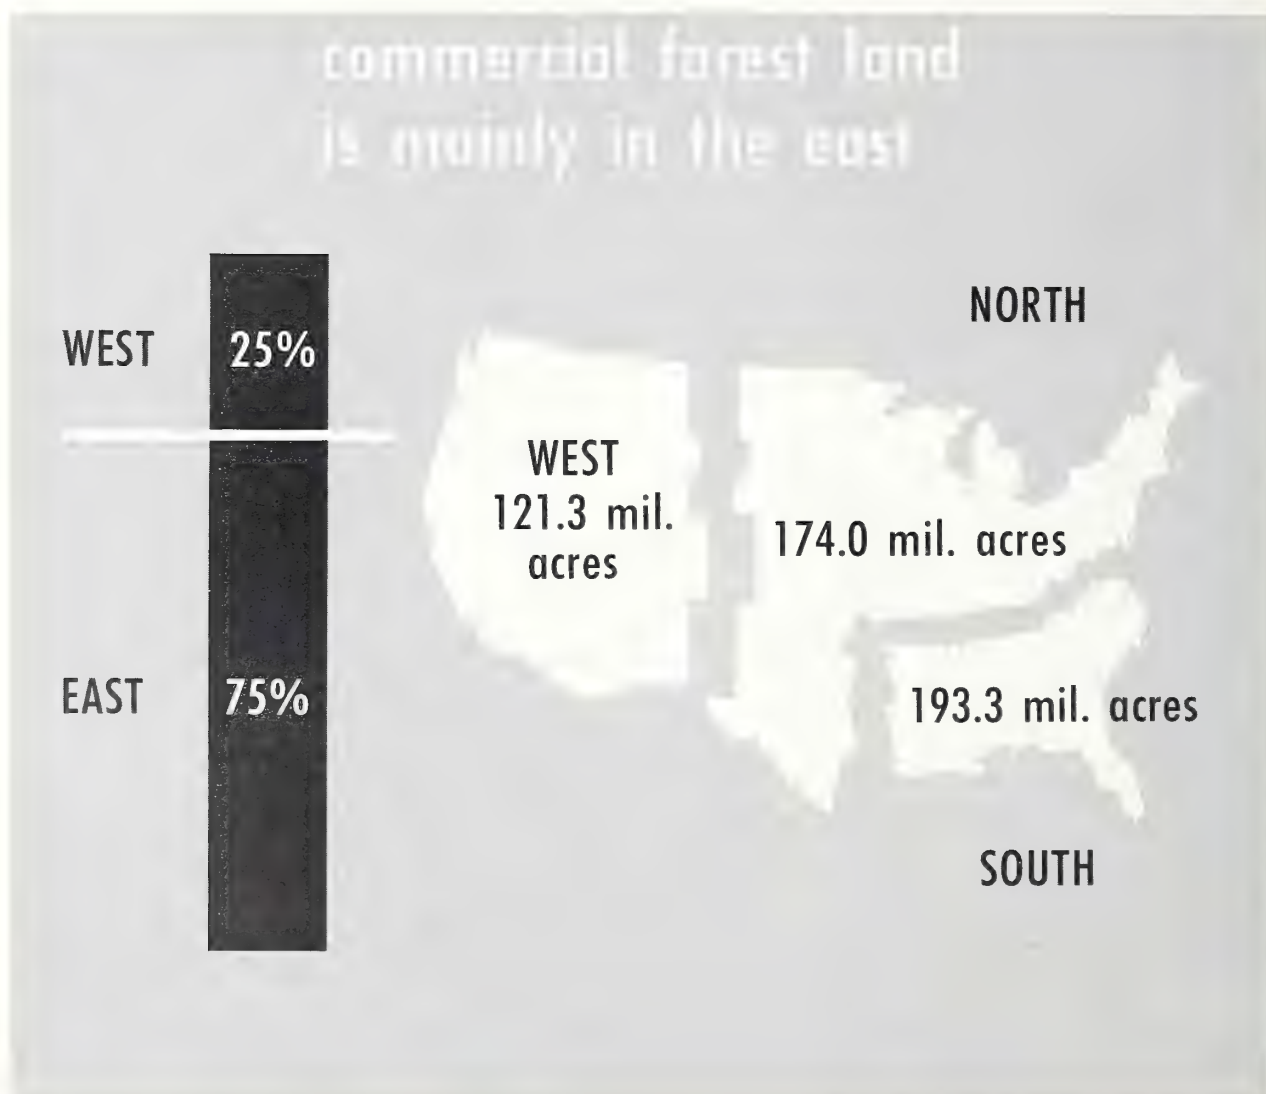 commercial forest land
is mainly in the east
NORTH
WEST
25%
WEST
121.3 mil.
acres
174.0 mil. acres
EAST
75%
193.3 mil. acres
SOUTH